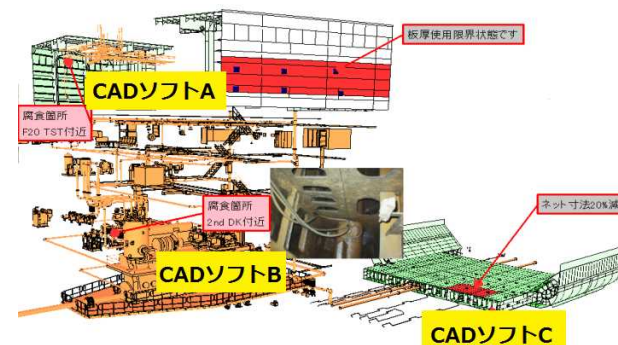 板厚使用限界状態です
CADソフトA
腐食箇所
F20 TST付近
腐食箇所
2nd DK付近
ネット寸法20%減
CADソフトB
CADソフトC